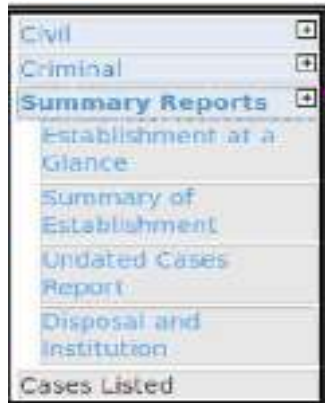 Civil
Criminal
Summary Reports
Establishment at a
Glance
Summary of
Establishment
Undated Cases
Report
Disposal and
Institution
Cases Listed